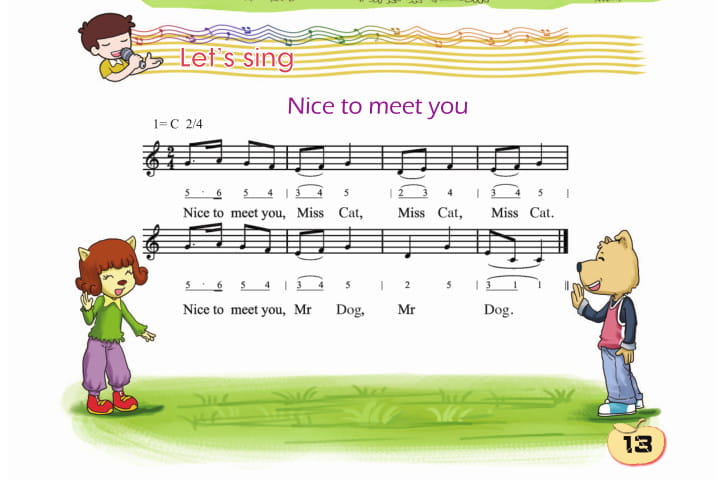 Let's sing
Nice to meet you
1= C 2/4
2
4
5 · 6 5 4 | 3 4 5 | 2 3 4 | 3 4 5 |
Nice to meet you, Miss Cat, Miss Cat, Miss Cat.
5 · 6 5 4 | 3 4 5 | 2 5 | 3 1 1 ||
Nice to meet you, Mr Dog, Mr Dog.
13